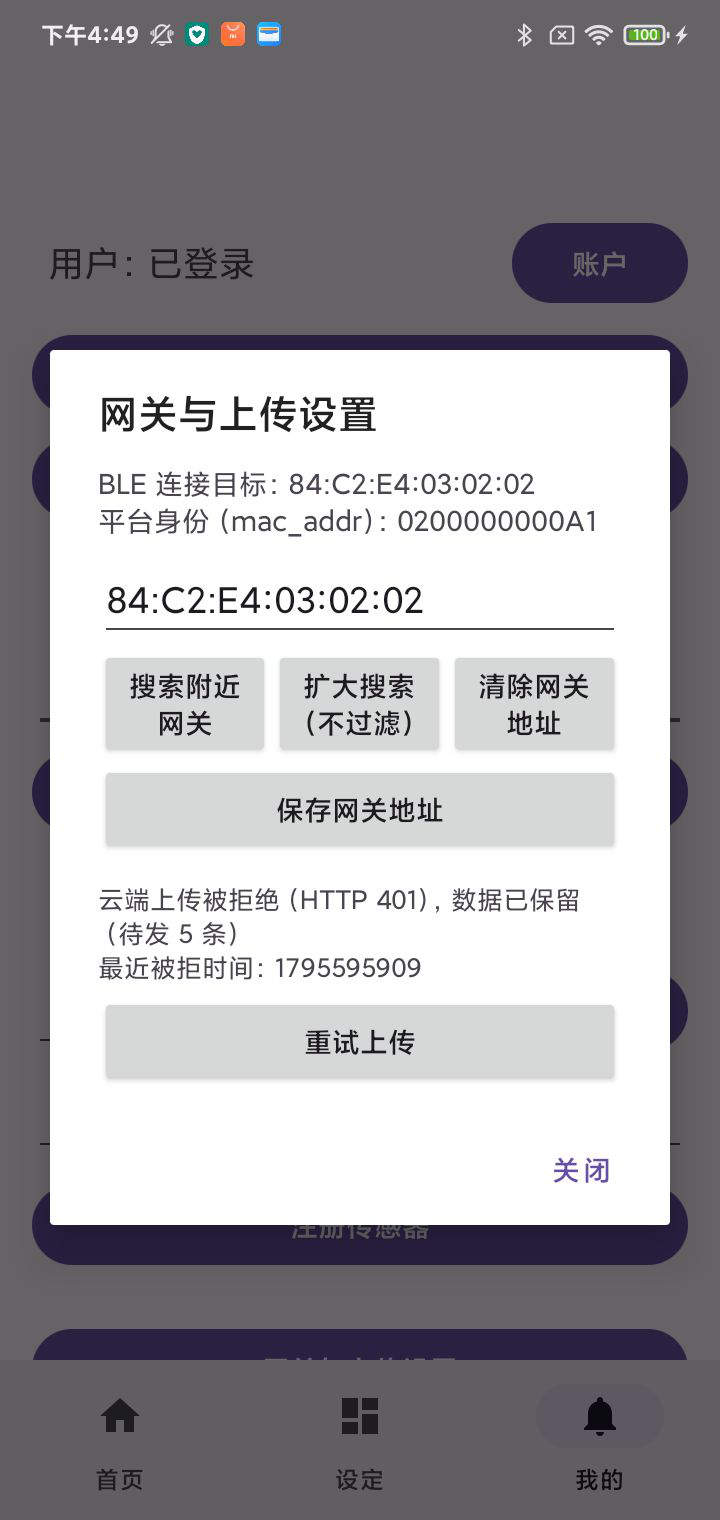 下午4:49
100
用户: 已登录
账户
网关与上传设置
BLE 连接目标: 84:C2:E4:03:02:02
平台身份 (mac_addr): 0200000000A1
84:C2:E4:03:02:02
搜索附近
网关
扩大搜索
(不过滤)
清除网关
地址
保存网关地址
云端上传被拒绝 (HTTP 401), 数据已保留
(待发 5 条)
最近被拒时间: 1795595909
重试上传
关闭
注册传感器
首页
设定
我的